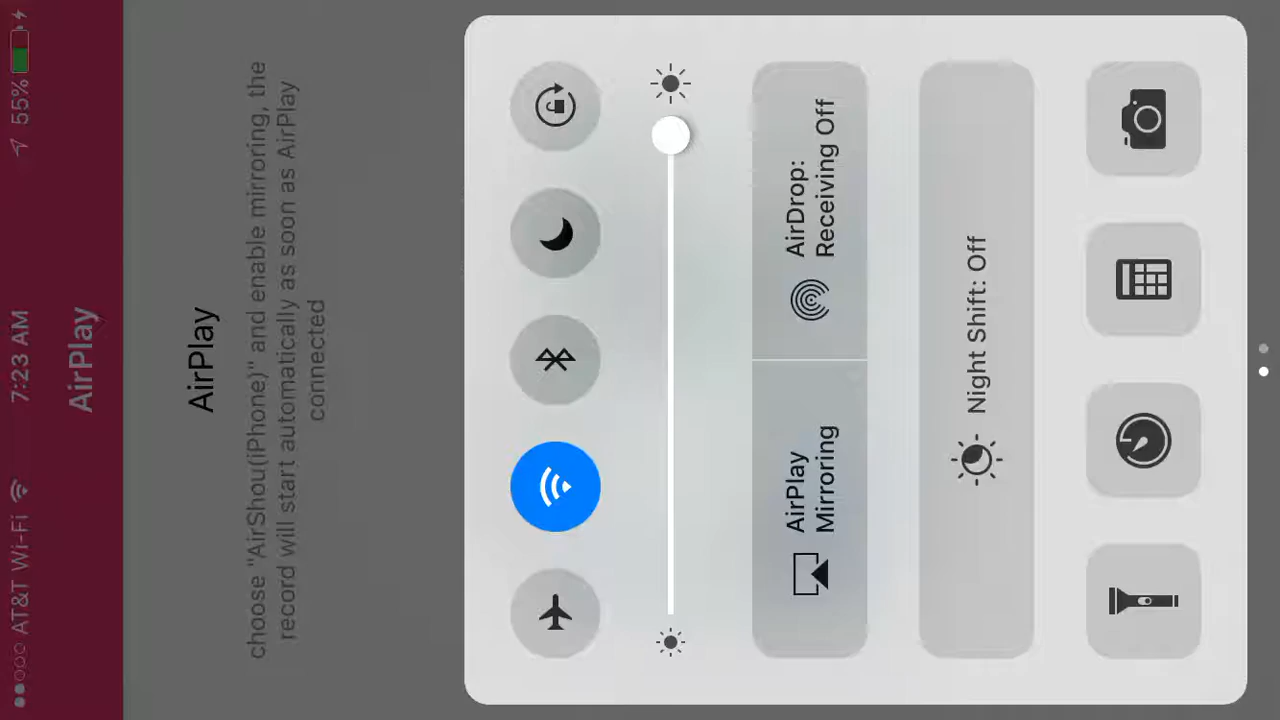 AT&T Wi-Fi 7:23 AM 55%
AirPlay
AirPlay
choose "AirShou(iPhone)" and enable mirroring, the
record will start automatically as soon as AirPlay
connected
AirPlay
Mirroring
AirDrop:
Receiving Off
Night Shift: Off